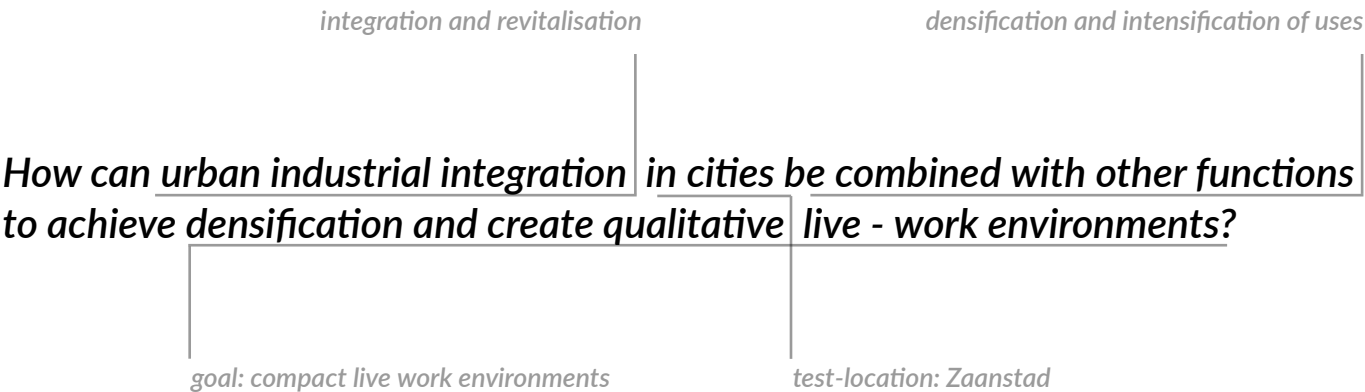 integration and revitalisation
densification and intensification of uses
How can urban industrial integration in cities be combined with other functions
to achieve densification and create qualitative live - work environments?
goal: compact live work environments
test-location: Zaanstad